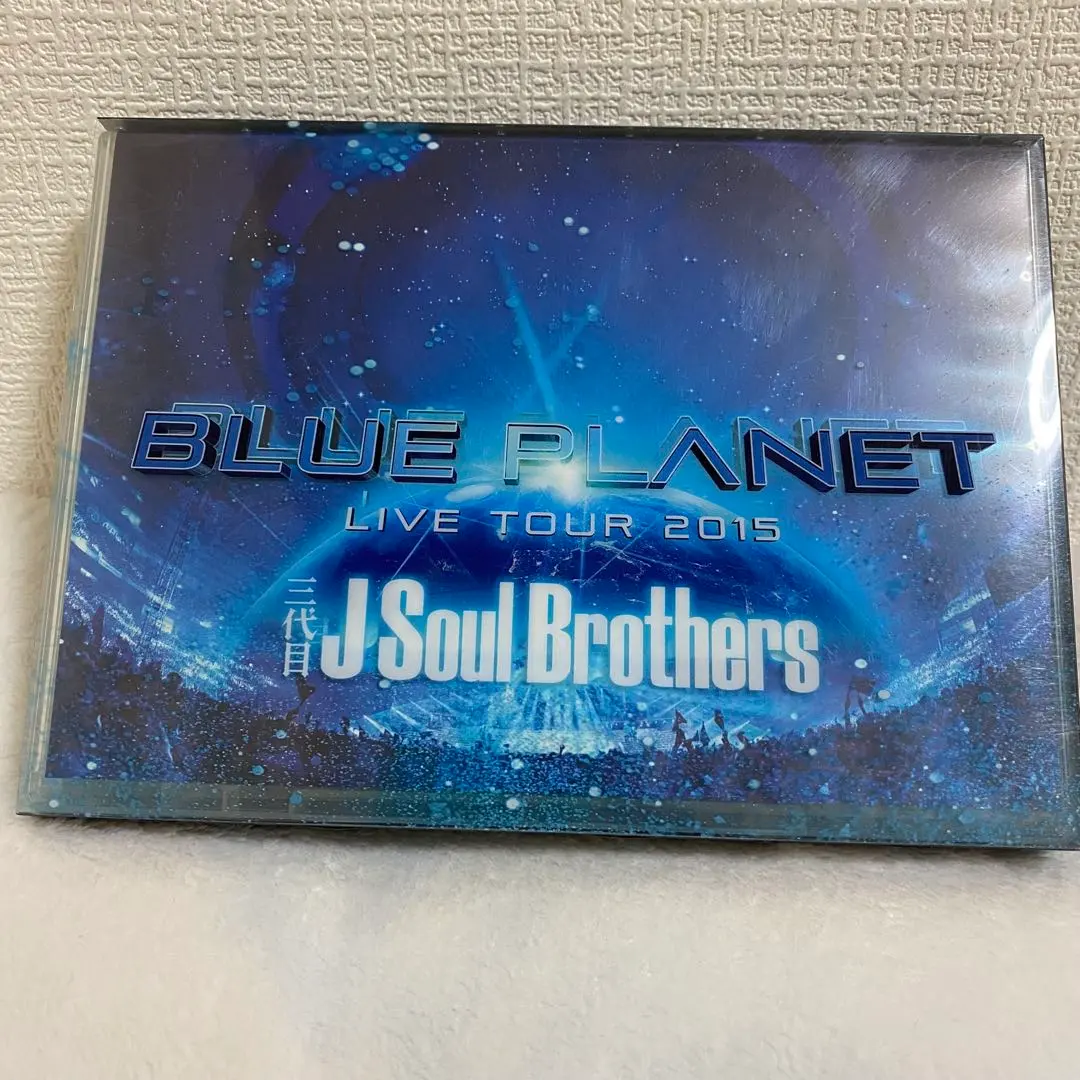 BLUE PLANET
LIVE TOUR 2015
三代目 J Soul Brothers